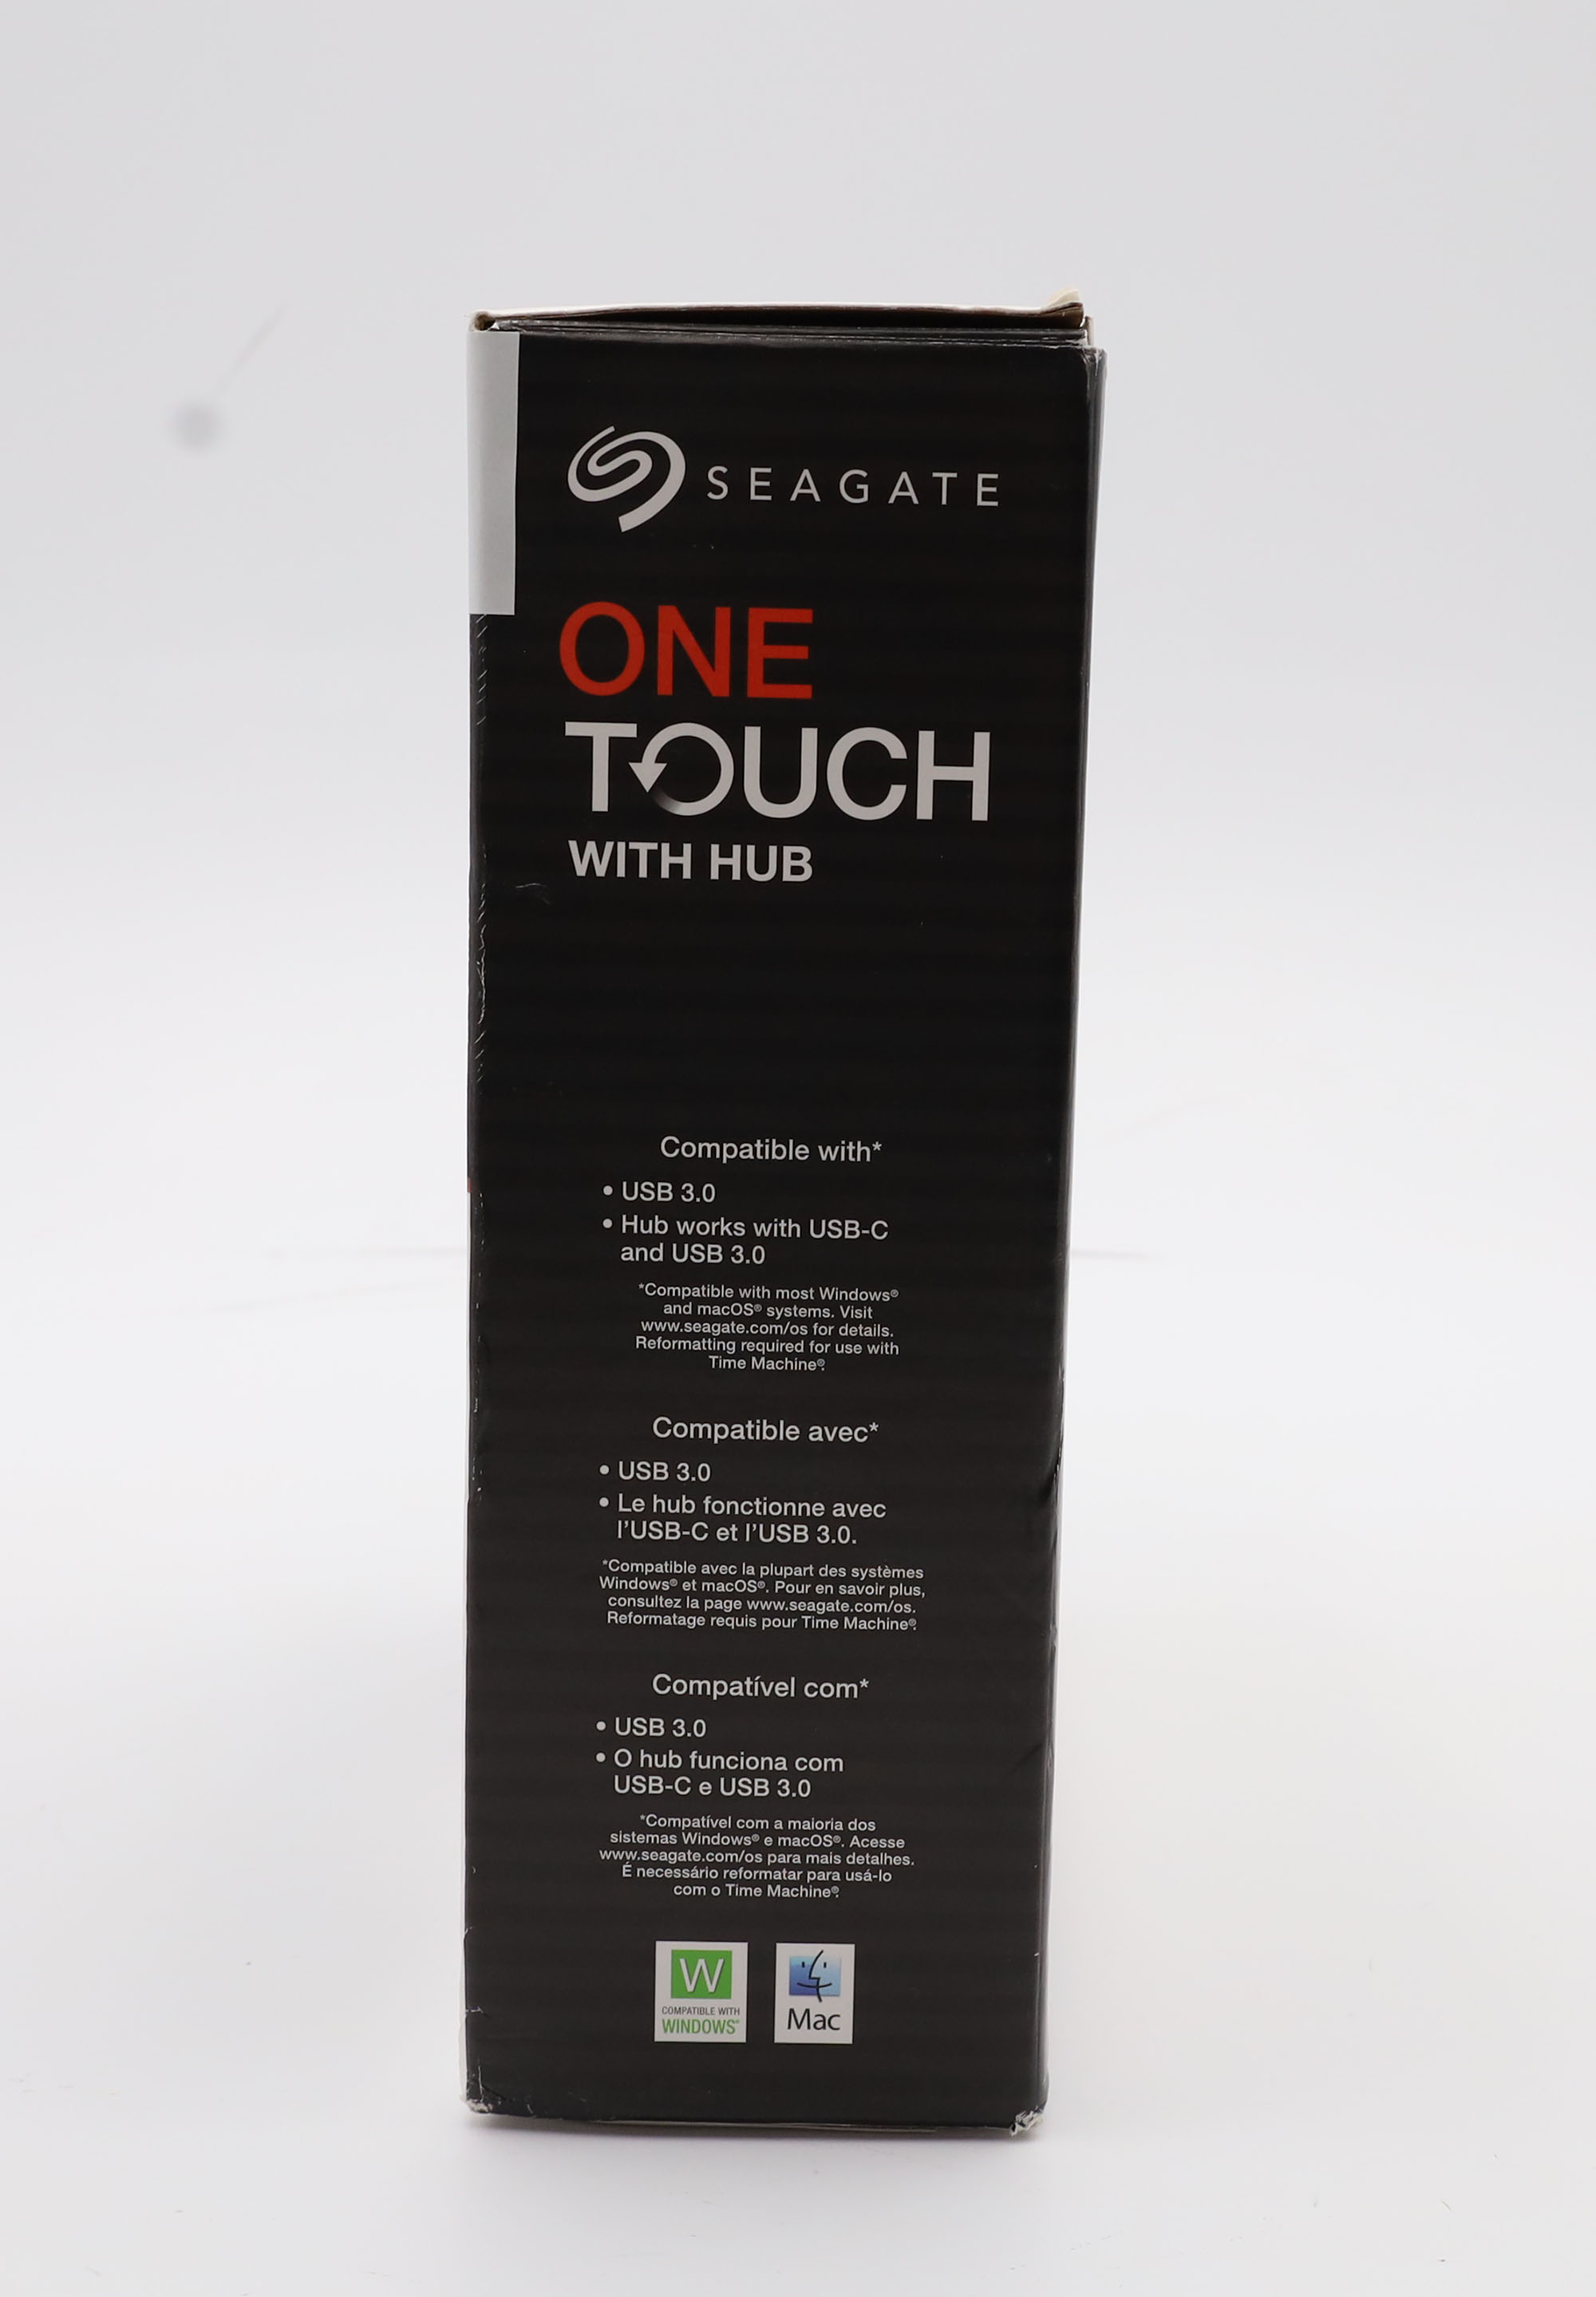 SEAGATE
ONE
TOUCH
WITH HUB
Compatible with*
• USB 3.0
• Hub works with USB-C
and USB 3.0
*Compatible with most Windows®
and macOS® systems. Visit
www.seagate.com/os for details.
Reformatting required for use with
Time Machine®.
Compatible avec*
• USB 3.0
• Le hub fonctionne avec
l'USB-C et l'USB 3.0.
*Compatible avec la plupart des systèmes
Windows® et macOS®. Pour en savoir plus,
consultez la page www.seagate.com/os.
Reformatage requis pour Time Machine®.
Compatível com*
• USB 3.0
• O hub funciona com
USB-C e USB 3.0
*Compatível com a maioria dos
sistemas Windows® e macOS®. Acesse
www.seagate.com/os para mais detalhes.
É necessário reformatar para usá-lo
com o Time Machine®.
W
COMPATIBLE WITH
WINDOWS®
Mac